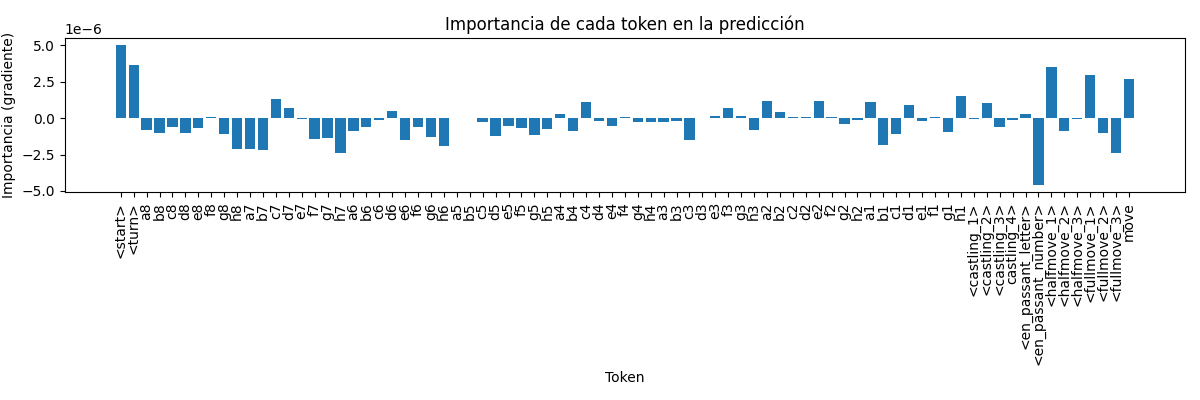 Importancia de cada token en la predicción
1e−6
Importancia (gradiente)
5.0
2.5
0.0
−2.5
−5.0
<start>
<turn>
a8
b8
c8
d8
e8
f8
g8
h8
a7
b7
c7
d7
e7
f7
g7
h7
a6
b6
c6
d6
e6
f6
g6
h6
a5
b5
c5
d5
e5
f5
g5
h5
a4
b4
c4
d4
e4
f4
g4
h4
a3
b3
c3
d3
e3
f3
g3
h3
a2
b2
c2
d2
e2
f2
g2
h2
a1
b1
c1
d1
e1
f1
g1
h1
<castling_1>
<castling_2>
<castling_3>
castling_4>
<en_passant_letter>
<en_passant_number>
<halfmove_1>
<halfmove_2>
<halfmove_3>
<fullmove_1>
<fullmove_2>
<fullmove_3>
move
Token